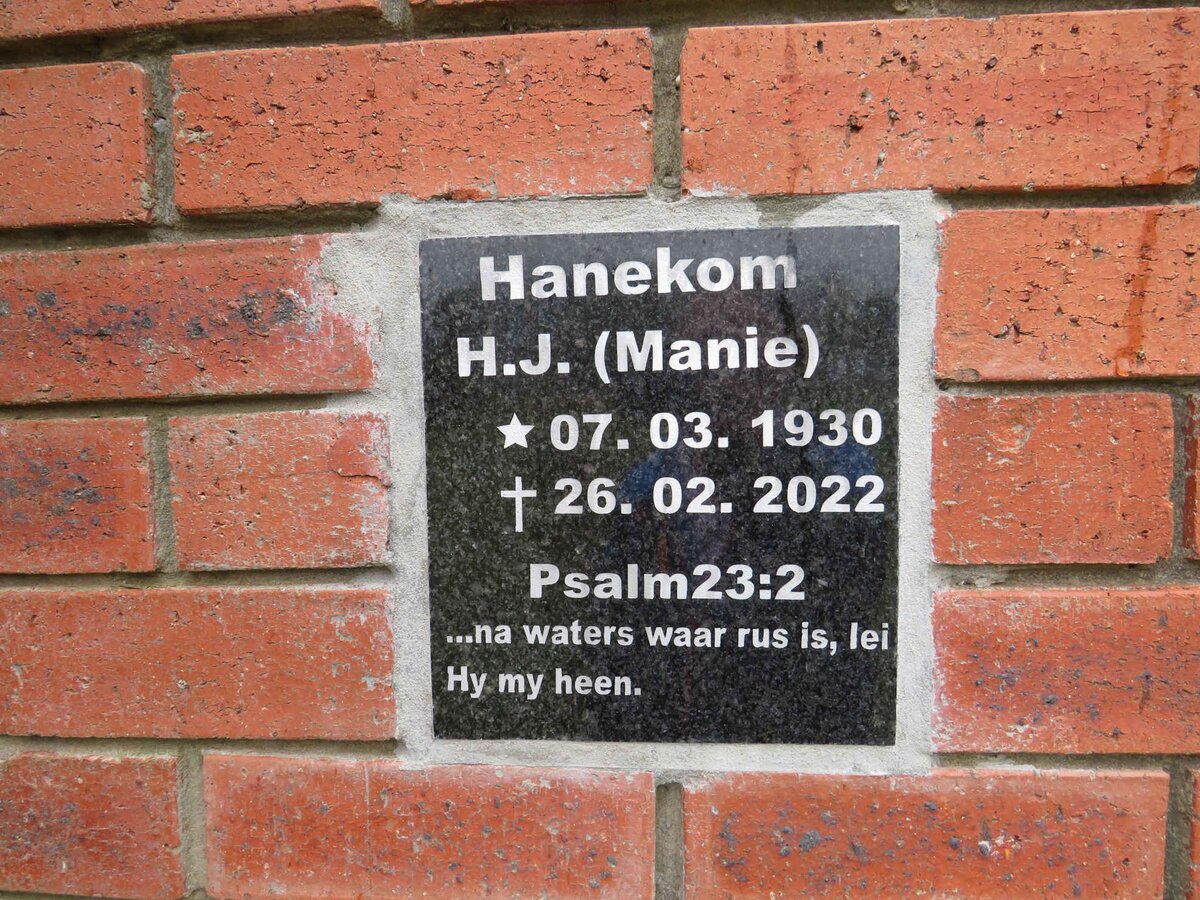 Hanekom
H.J. (Manie)
★ 07. 03. 1930
† 26. 02. 2022
Psalm23:2
...na waters waar rus is, lei
Hy my heen.